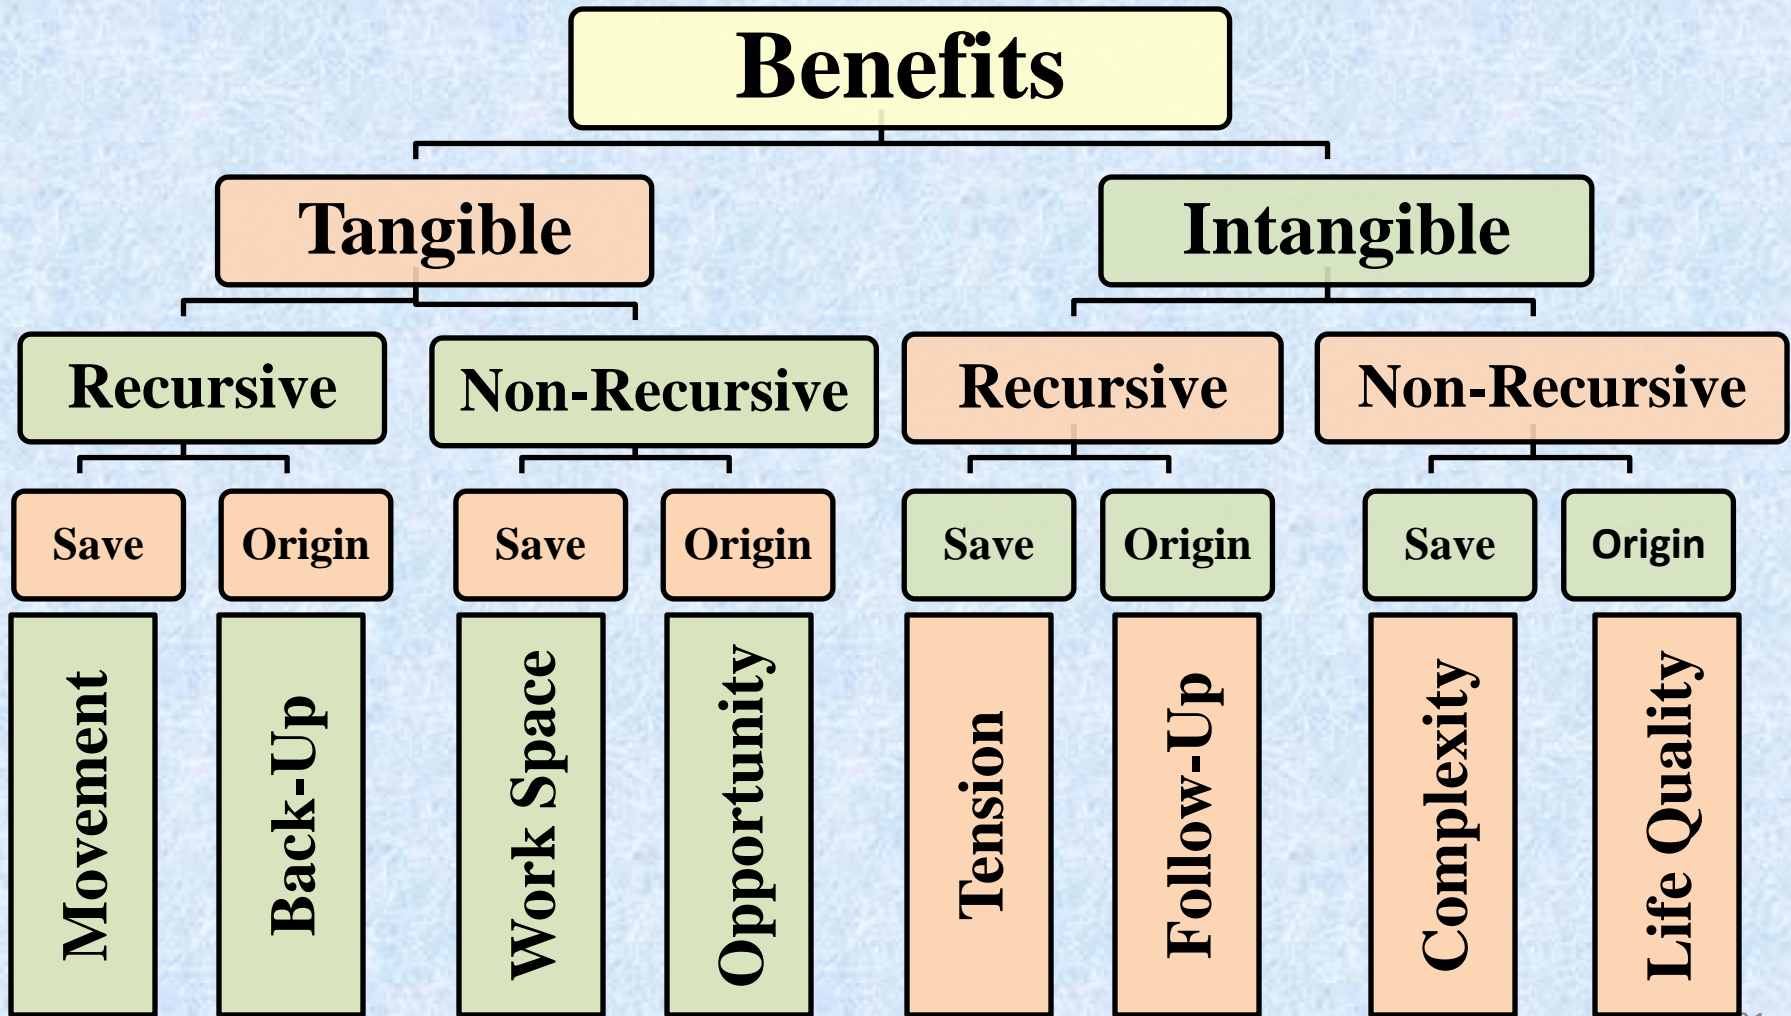 Benefits
Tangible
Intangible
Recursive
Non-Recursive
Recursive
Non-Recursive
Save
Origin
Save
Origin
Save
Origin
Save
Origin
Movement
Back-Up
Work Space
Opportunity
Tension
Follow-Up
Complexity
Life Quality